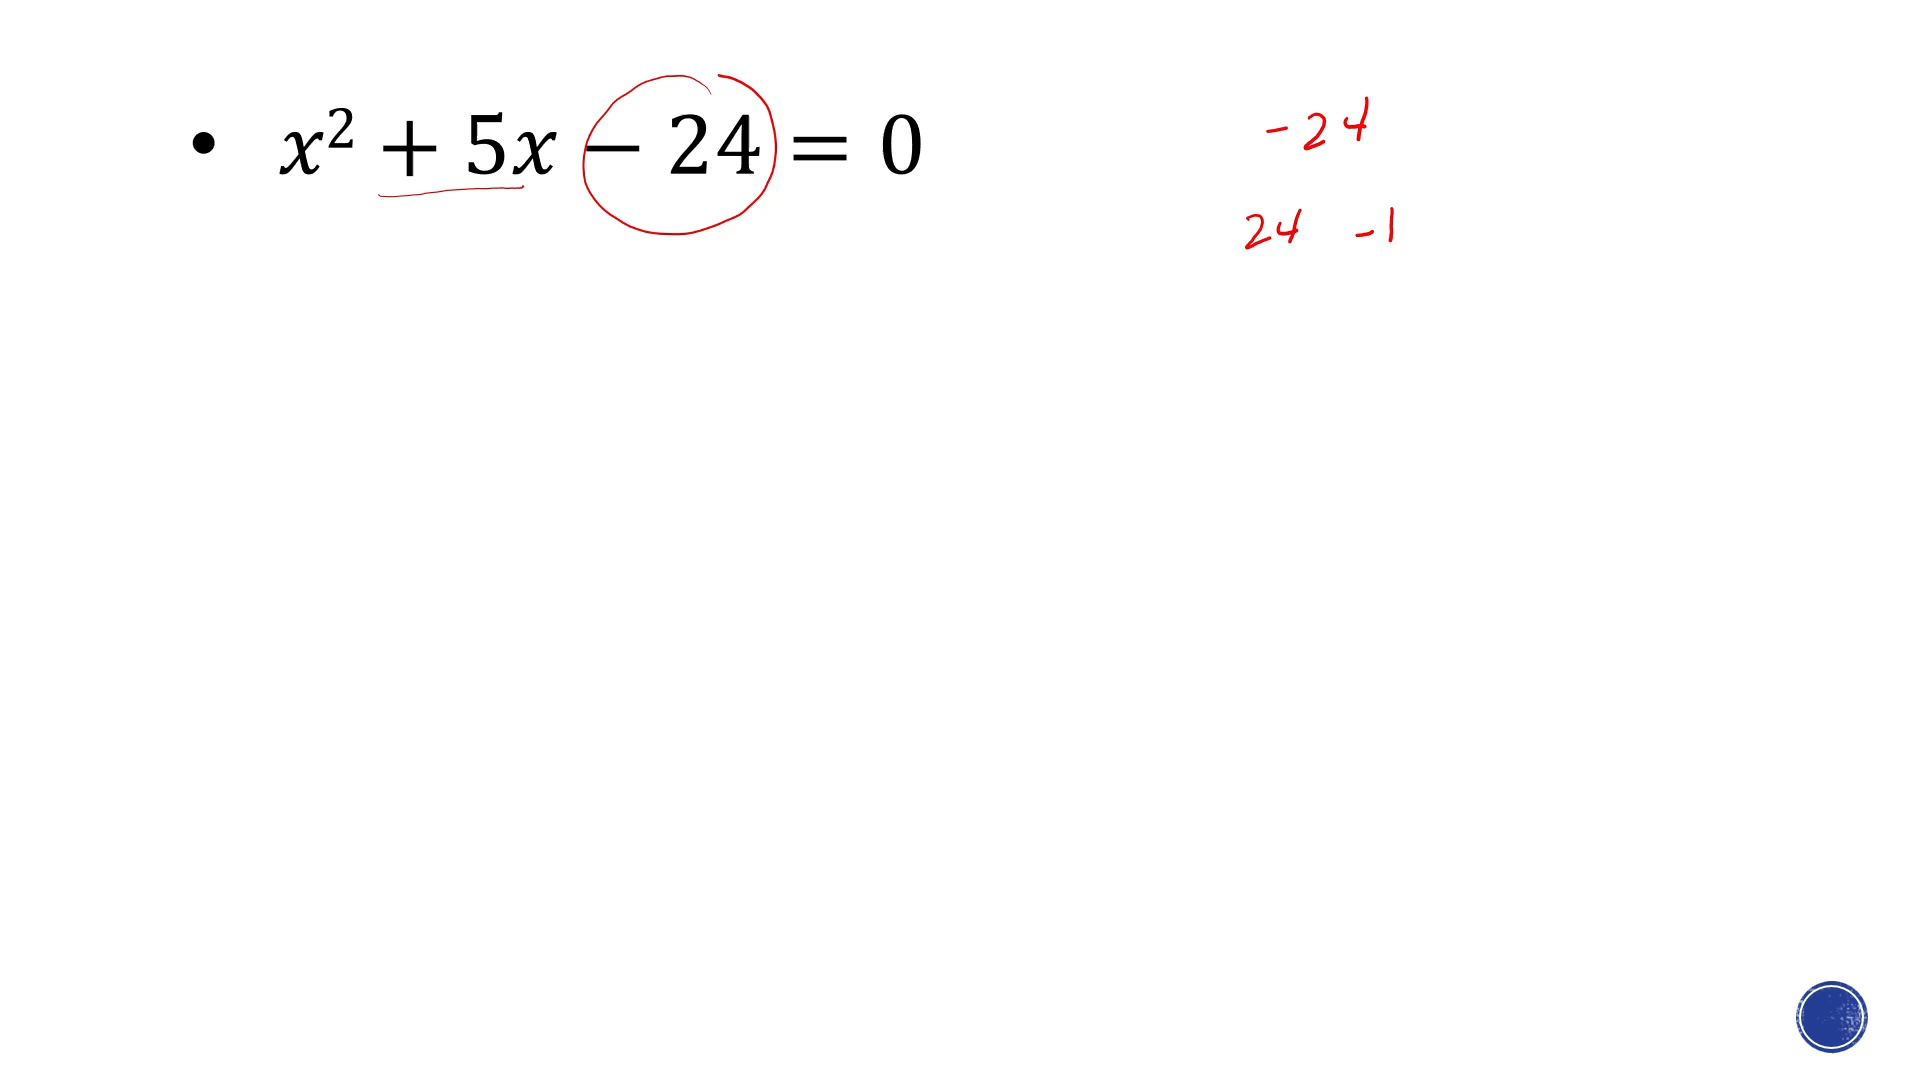 • x² + 5x − 24 = 0
-24
24 -1